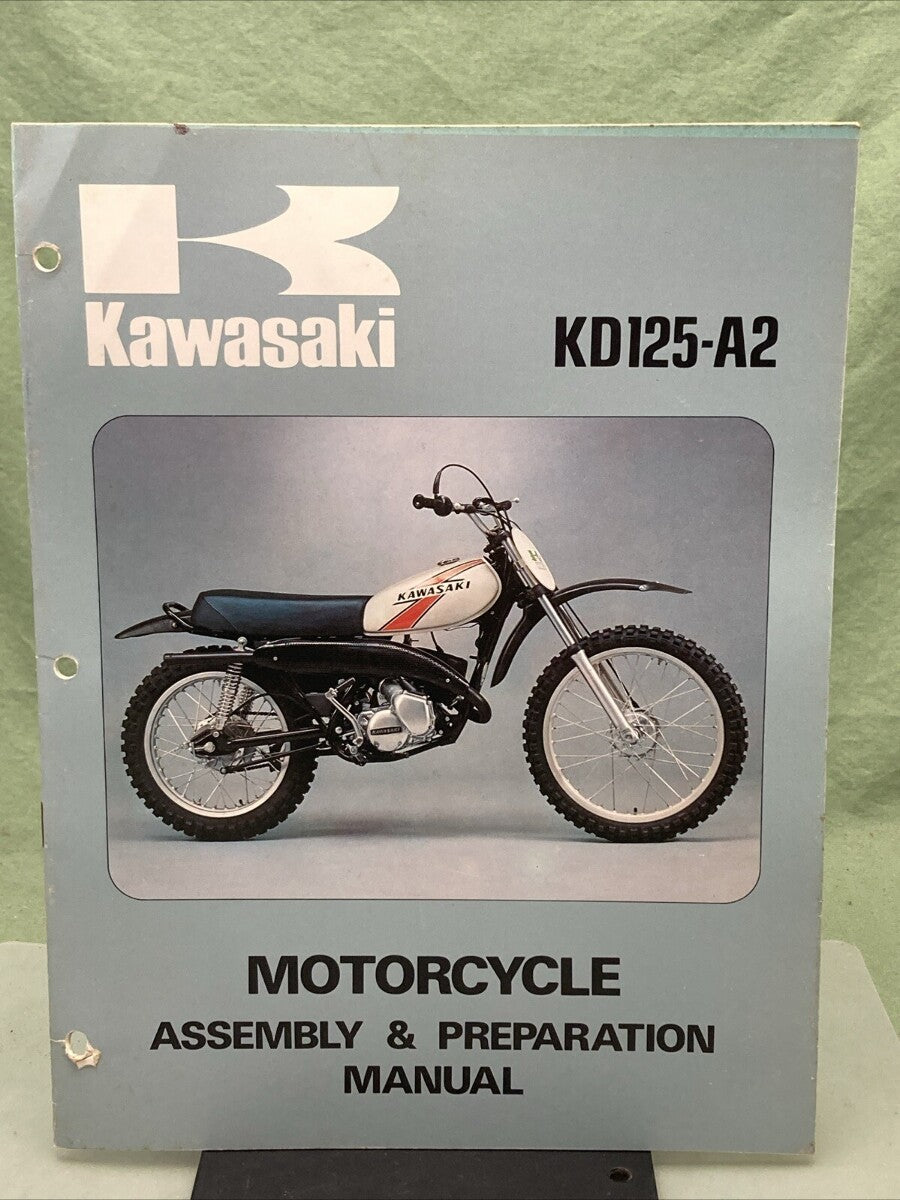 Kawasaki
KD125-A2
KAWASAKI
KAWASAKI
MOTORCYCLE
ASSEMBLY & PREPARATION
MANUAL